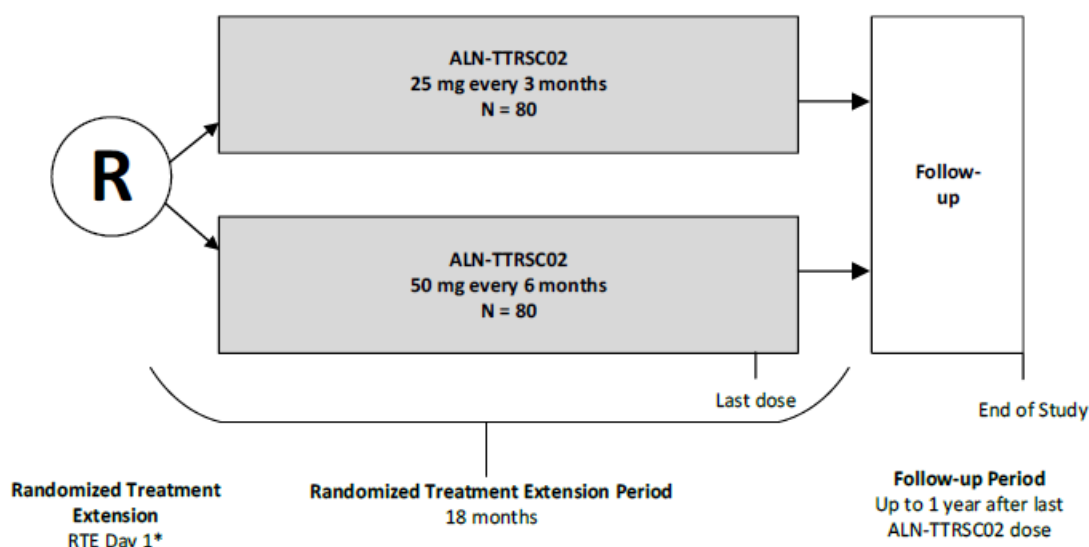 ALN-TTRSC02
25 mg every 3 months
N = 80
R
Follow-
up
ALN-TTRSC02
50 mg every 6 months
N = 80
Last dose
End of Study
Randomized Treatment
Extension
RTE Day 1*
Randomized Treatment Extension Period
18 months
Follow-up Period
Up to 1 year after last
ALN-TTRSC02 dose